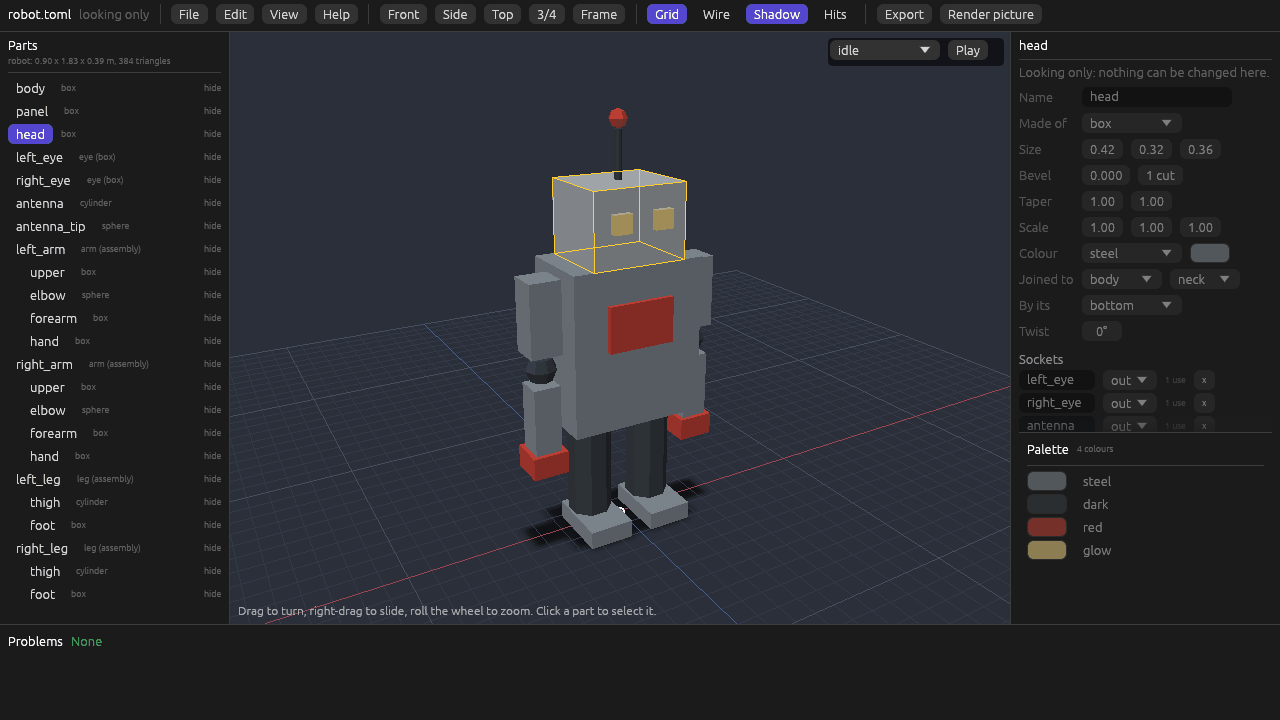 robot.toml looking only File Edit View Help Front Side Top 3/4 Frame Grid Wire Shadow Hits Export Render picture
Parts
robot: 0.90 x 1.83 x 0.39 m, 384 triangles
body box hide
panel box hide
head box hide
left_eye eye (box) hide
right_eye eye (box) hide
antenna cylinder hide
antenna_tip sphere hide
left_arm arm (assembly) hide
upper box hide
elbow sphere hide
forearm box hide
hand box hide
right_arm arm (assembly) hide
upper box hide
elbow sphere hide
forearm box hide
hand box hide
left_leg leg (assembly) hide
thigh cylinder hide
foot box hide
right_leg leg (assembly) hide
thigh cylinder hide
foot box hide
idle Play
Drag to turn, right-drag to slide, roll the wheel to zoom. Click a part to select it.
head
Looking only: nothing can be changed here.
Name head
Made of box
Size 0.42 0.32 0.36
Bevel 0.000 1 cut
Taper 1.00 1.00
Scale 1.00 1.00 1.00
Colour steel
Joined to body neck
By its bottom
Twist 0°
Sockets
left_eye out 1 use x
right_eye out 1 use x
antenna out 1 use x
Palette 4 colours
steel
dark
red
glow
Problems None